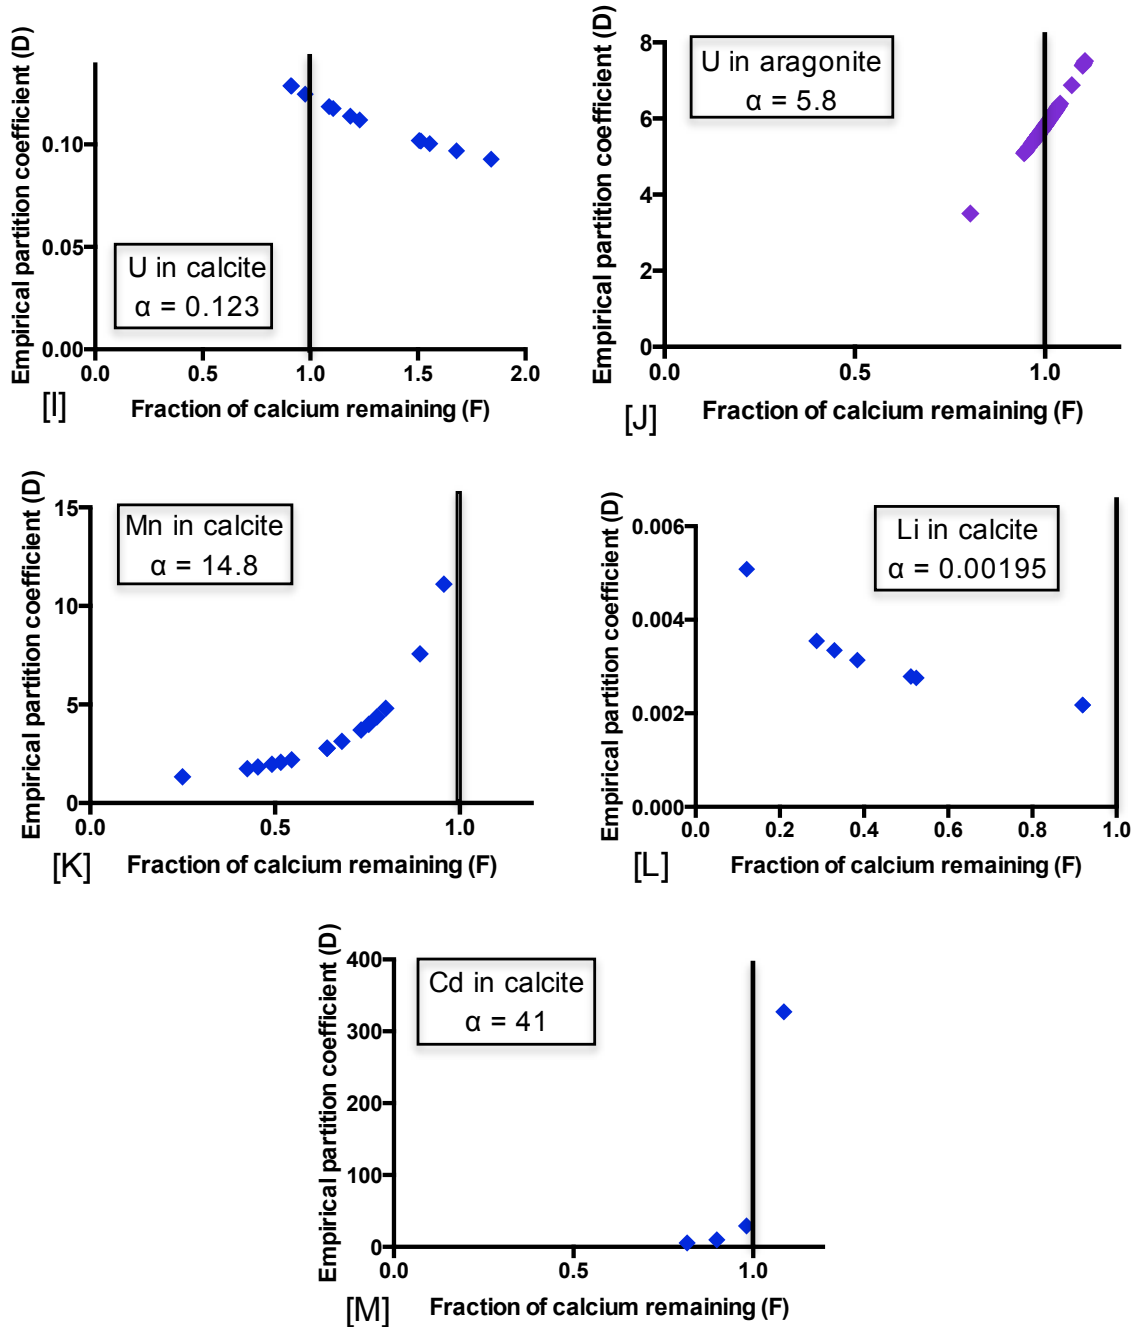 Empirical partition coefficient (D)
0.10
0.05
0.00
U in calcite
α = 0.123
0.0 0.5 1.0 1.5 2.0
[I] Fraction of calcium remaining (F)
Empirical partition coefficient (D)
8
6
4
2
0
U in aragonite
α = 5.8
0.0 0.5 1.0
[J] Fraction of calcium remaining (F)
Empirical partition coefficient (D)
15
10
5
0
Mn in calcite
α = 14.8
0.0 0.5 1.0
[K] Fraction of calcium remaining (F)
Empirical partition coefficient (D)
0.006
0.004
0.002
0.000
Li in calcite
α = 0.00195
0.0 0.2 0.4 0.6 0.8 1.0
[L] Fraction of calcium remaining (F)
Empirical partition coefficient (D)
400
300
200
100
0
Cd in calcite
α = 41
0.0 0.5 1.0
[M] Fraction of calcium remaining (F)